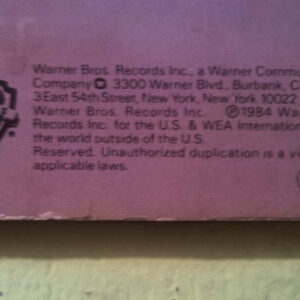 Warner Bros. Records Inc., a Warner Comm
Company 3300 Warner Blvd., Burbank, C
3 East 54th Street, New York, New York 10022
Warner Bros. Records Inc. ℗1984 Wa
Records Inc. for the U.S. & WEA Internation
the world outside of the U.S.
Reserved. Unauthorized duplication is a v
applicable laws.